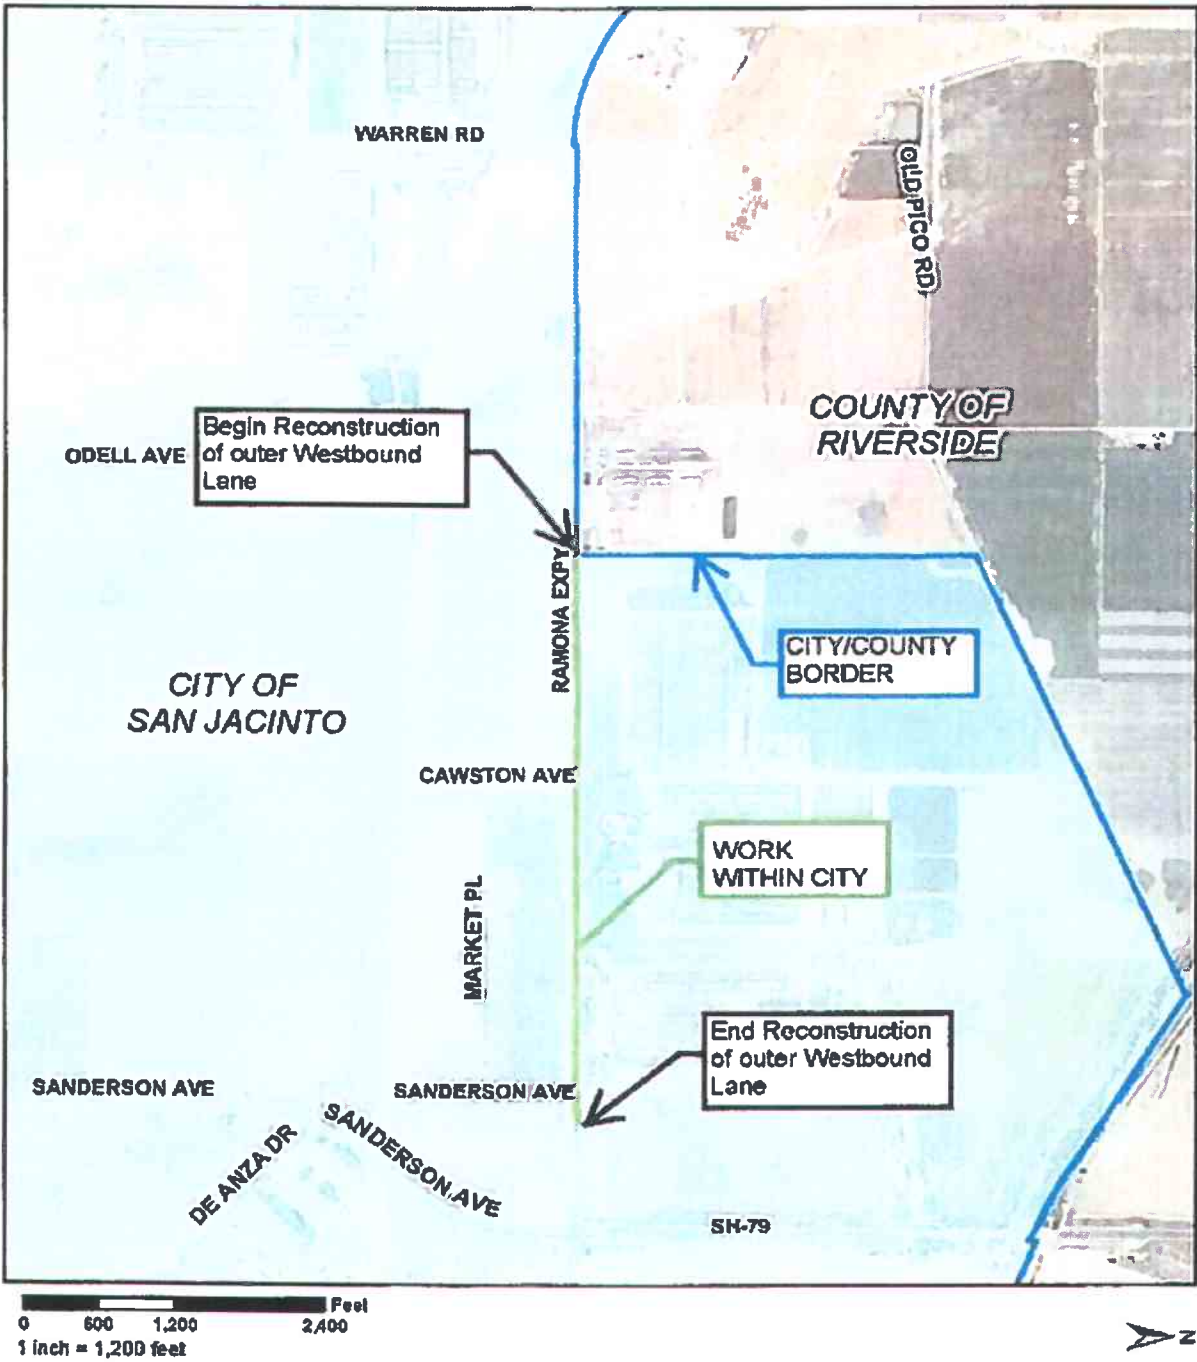 WARREN RD
OLD PICO RD
COUNTY OF
RIVERSIDE
ODELL AVE
Begin Reconstruction
of outer Westbound
Lane
RAMONA EXPY
CITY/COUNTY
BORDER
CITY OF
SAN JACINTO
CAWSTON AVE
WORK
WITHIN CITY
MARKET PL
End Reconstruction
of outer Westbound
Lane
SANDERSON AVE
SANDERSON AVE
DE ANZA DR
SANDERSON AVE
SH-79
Feet
0 600 1,200 2,400
1 inch = 1,200 feet
N